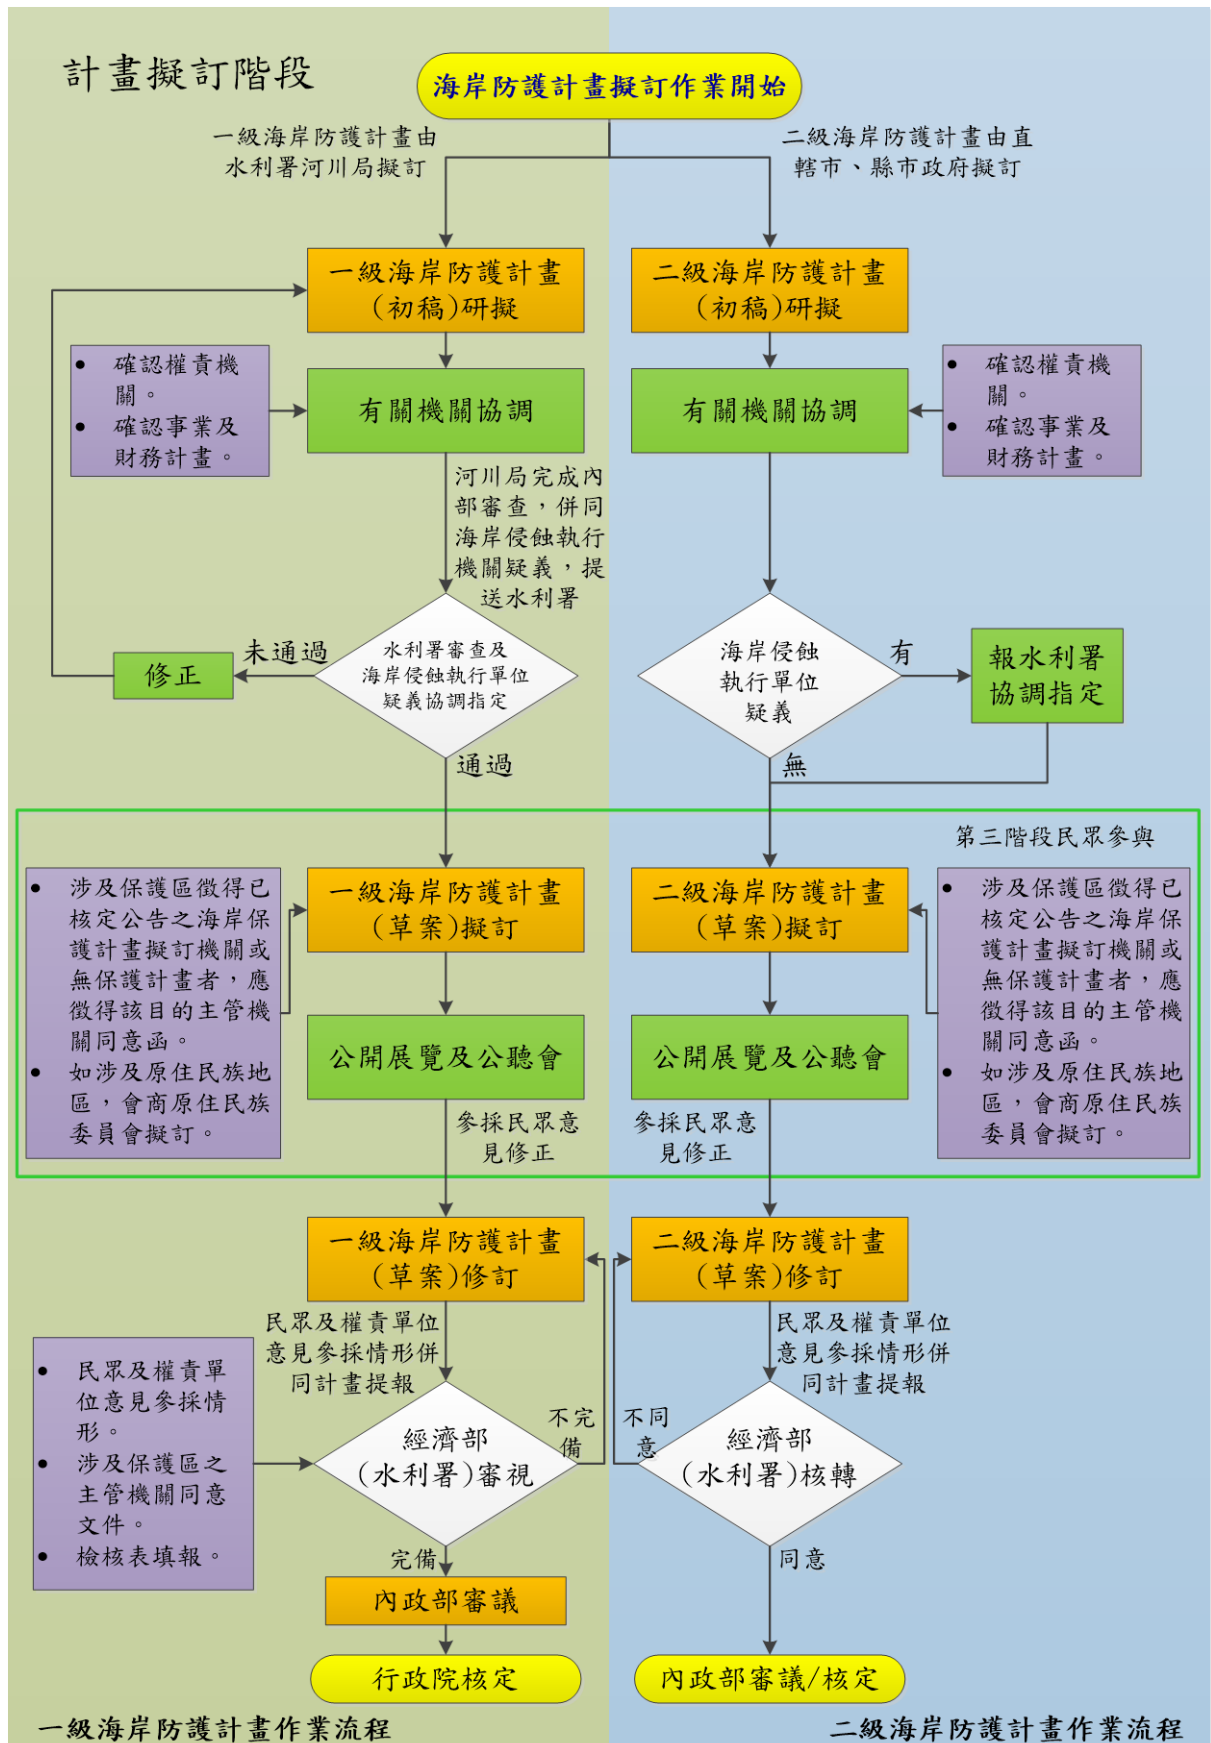 計畫擬訂階段
海岸防護計畫擬訂作業開始
一級海岸防護計畫由
水利署河川局擬訂
二級海岸防護計畫由直
轄市、縣市政府擬訂
一級海岸防護計畫
(初稿)研擬
二級海岸防護計畫
(初稿)研擬
• 確認權責機
關。
• 確認事業及
財務計畫。
有關機關協調
有關機關協調
• 確認權責機
關。
• 確認事業及
財務計畫。
河川局完成內
部審查，併同
海岸侵蝕執行
機關疑義，提
送水利署
修正
未通過
水利署審查及
海岸侵蝕執行單位
疑義協調指定
通過
海岸侵蝕
執行單位
疑義
有
報水利署
協調指定
無
第三階段民眾參與
• 涉及保護區徵得已
核定公告之海岸保
護計畫擬訂機關或
無保護計畫者，應
徵得該目的主管機
關同意函。
• 如涉及原住民族地
區，會商原住民族
委員會擬訂。
一級海岸防護計畫
(草案)擬訂
二級海岸防護計畫
(草案)擬訂
• 涉及保護區徵得已
核定公告之海岸保
護計畫擬訂機關或
無保護計畫者，應
徵得該目的主管機
關同意函。
• 如涉及原住民族地
區，會商原住民族
委員會擬訂。
公開展覽及公聽會
公開展覽及公聽會
參採民眾意
見修正
參採民眾意
見修正
一級海岸防護計畫
(草案)修訂
二級海岸防護計畫
(草案)修訂
民眾及權責單位
意見參採情形併
同計畫提報
民眾及權責單位
意見參採情形併
同計畫提報
• 民眾及權責單
位意見參採情
形。
• 涉及保護區之
主管機關同意
文件。
• 檢核表填報。
經濟部
(水利署)審視
不完
備
不同
意
經濟部
(水利署)核轉
完備
同意
內政部審議
行政院核定
內政部審議/核定
一級海岸防護計畫作業流程
二級海岸防護計畫作業流程